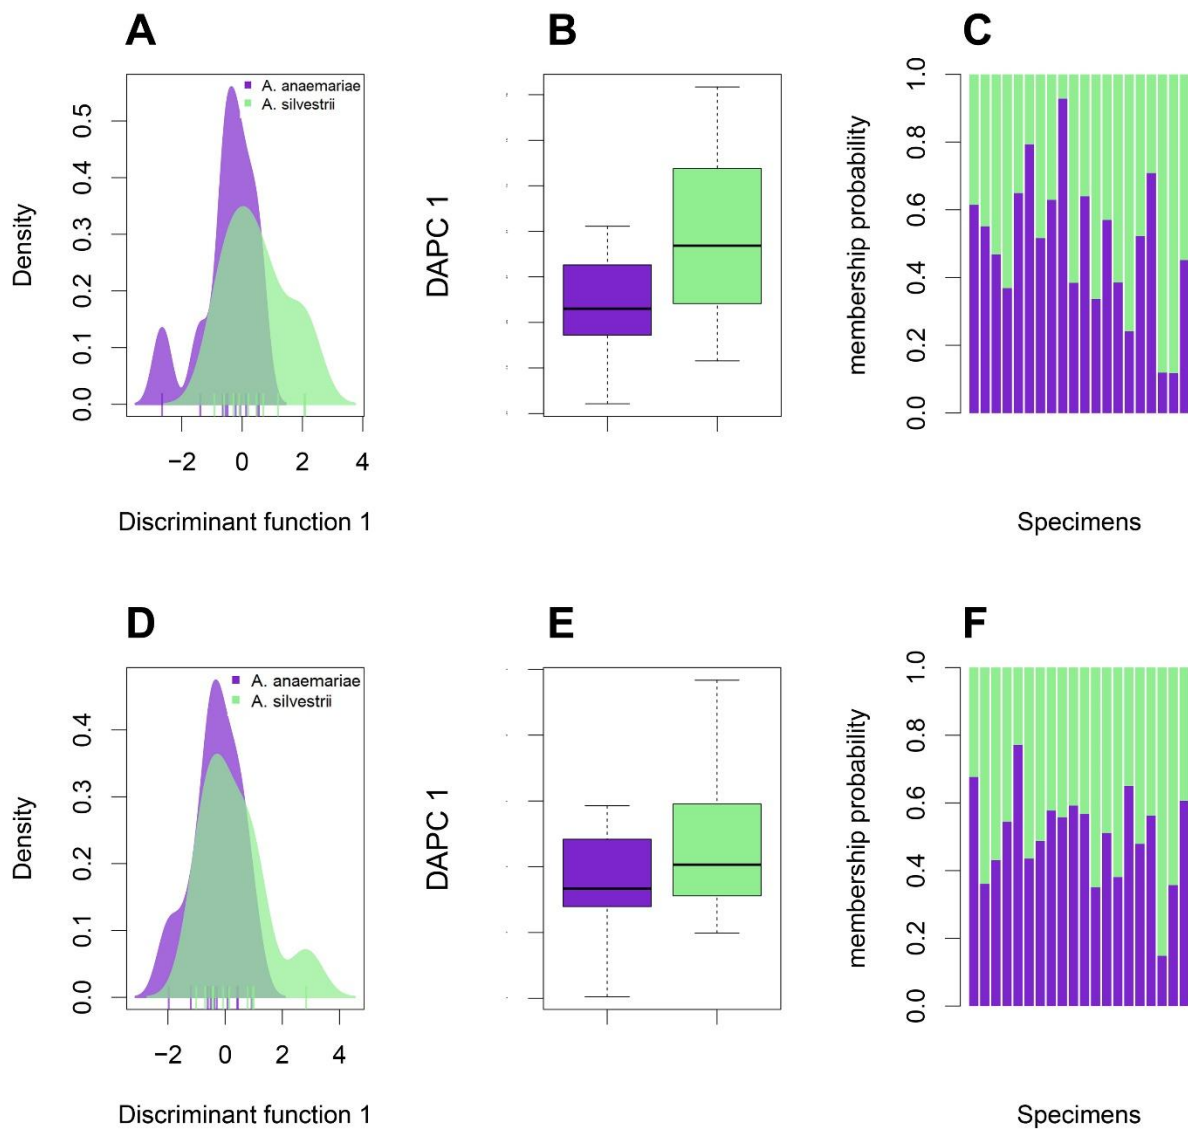 A
B
C
A. anaemariae
A. silvestrii
Density
0.0
0.1
0.2
0.3
0.4
0.5
−2
0
2
4
Discriminant function 1
DAPC 1
membership probability
0.0
0.2
0.4
0.6
0.8
1.0
Specimens
D
E
F
A. anaemariae
A. silvestrii
Density
0.0
0.1
0.2
0.3
0.4
−2
0
2
4
Discriminant function 1
DAPC 1
membership probability
0.0
0.2
0.4
0.6
0.8
1.0
Specimens